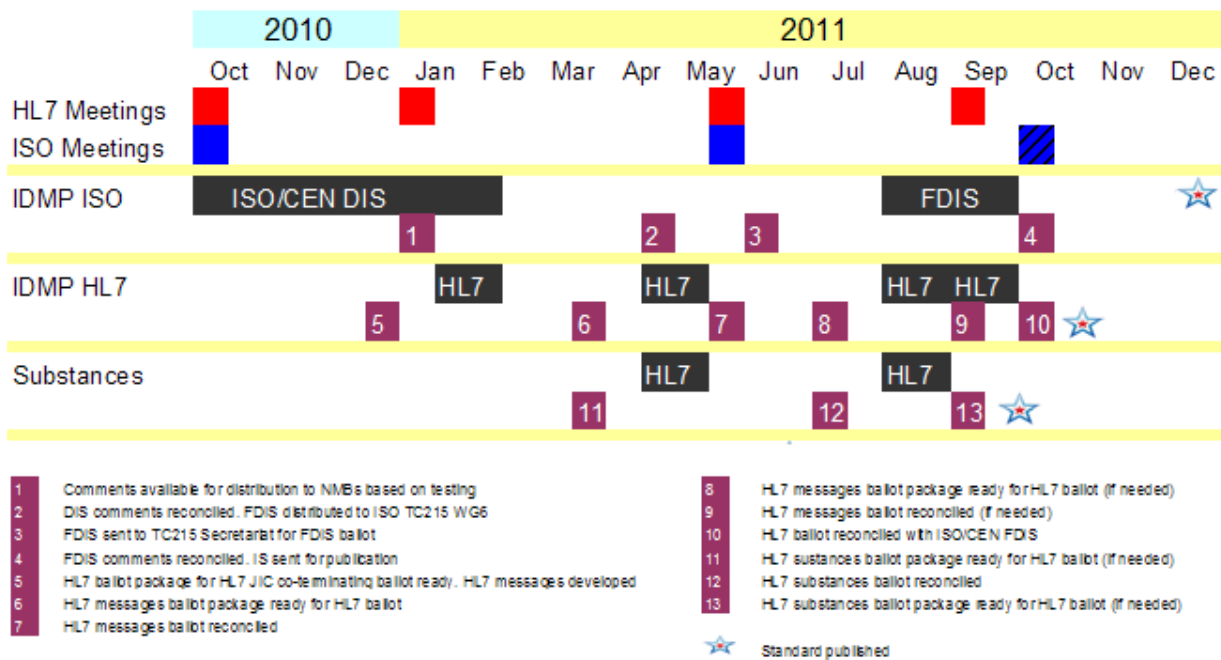 2010 2011
Oct Nov Dec Jan Feb Mar Apr May Jun Jul Aug Sep Oct Nov Dec
HL7 Meetings
ISO Meetings
IDMP ISO ISO/CEN DIS FDIS
1 2 3 4
IDMP HL7 HL7 HL7 HL7 HL7
5 6 7 8 9 10
Substances HL7 HL7
11 12 13
1 Comments available for distribution to NMBs based on testing
2 DIS comments reconciled. FDIS distributed to ISO TC215 WG6
3 FDIS sent to TC215 Secretariat for FDIS ballot
4 FDIS comments reconciled. IS sent for publication
5 HL7 ballot package for HL7 JIC co-terminating ballot ready. HL7 messages developed
6 HL7 messages ballot package ready for HL7 ballot
7 HL7 messages ballot reconciled
8 HL7 messages ballot package ready for HL7 ballot (if needed)
9 HL7 messages ballot reconciled (if needed)
10 HL7 ballot reconciled with ISO/CEN FDIS
11 HL7 sustances ballot package ready for HL7 ballot (if needed)
12 HL7 substances ballot reconciled
13 HL7 substances ballot package ready for HL7 ballot (if needed)
Standard published